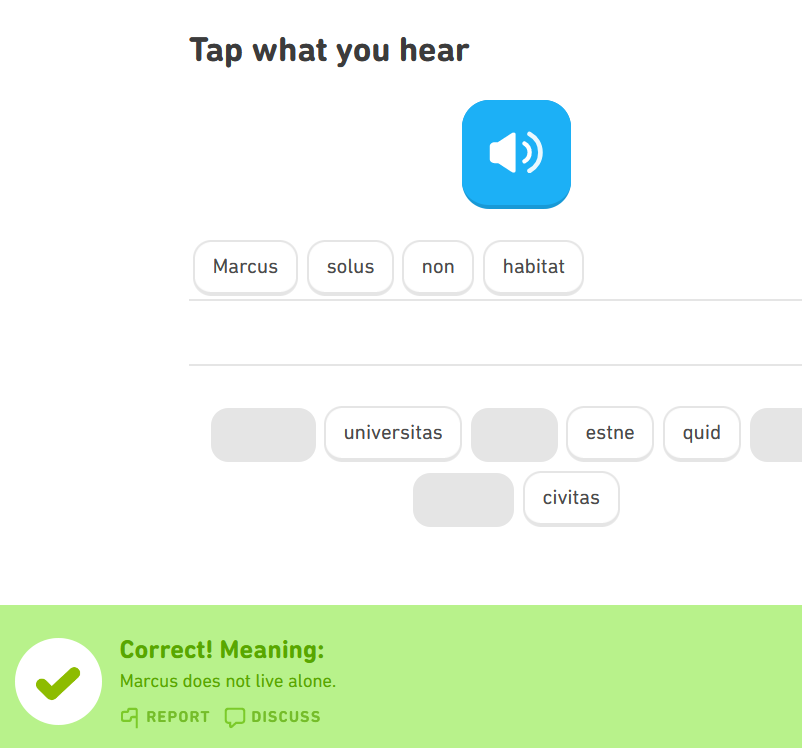 Tap what you hear
Marcus solus non habitat
universitas estne quid
civitas
Correct! Meaning:
Marcus does not live alone.
REPORT DISCUSS